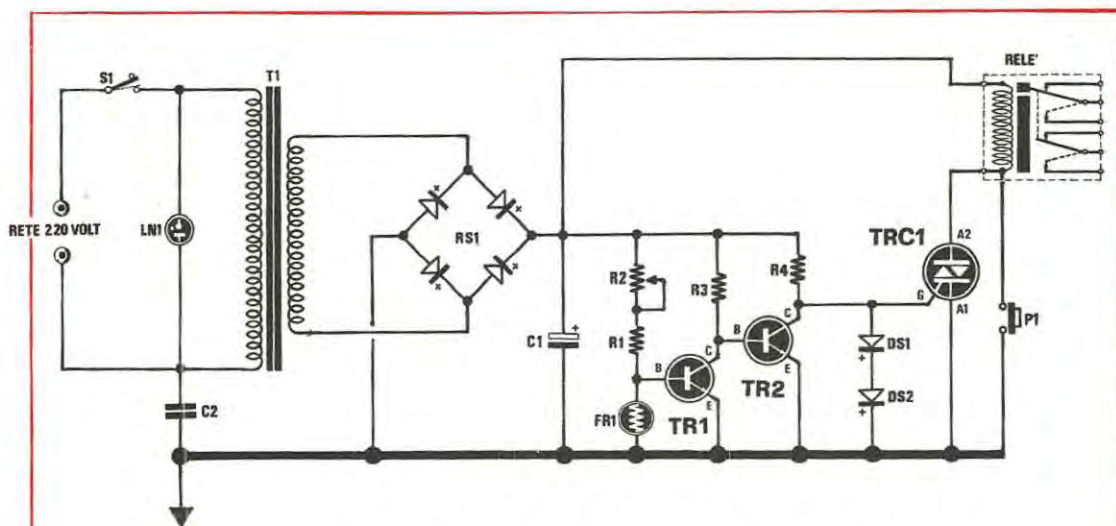 S1
T1
RETE 220 VOLT
LN1
C2
RS1
x
x
x
x
C1
+
R2
R1
FR1
B
C
E
TR1
R3
B
C
E
TR2
R4
DS1
+
DS2
+
TRC1
A2
G
A1
RELE'
P1